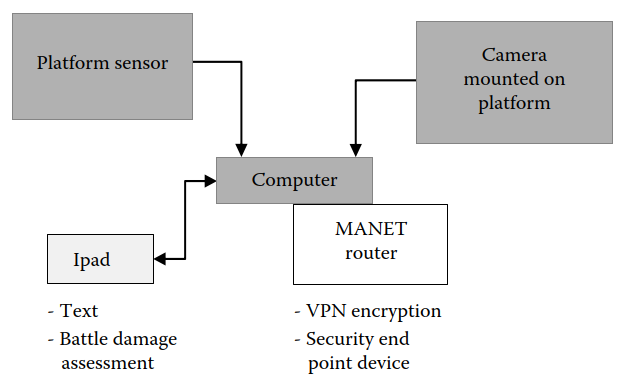 Platform sensor
Camera
mounted on
platform
Computer
MANET
router
Ipad
- Text
- Battle damage
assessment
- VPN encryption
- Security end
point device